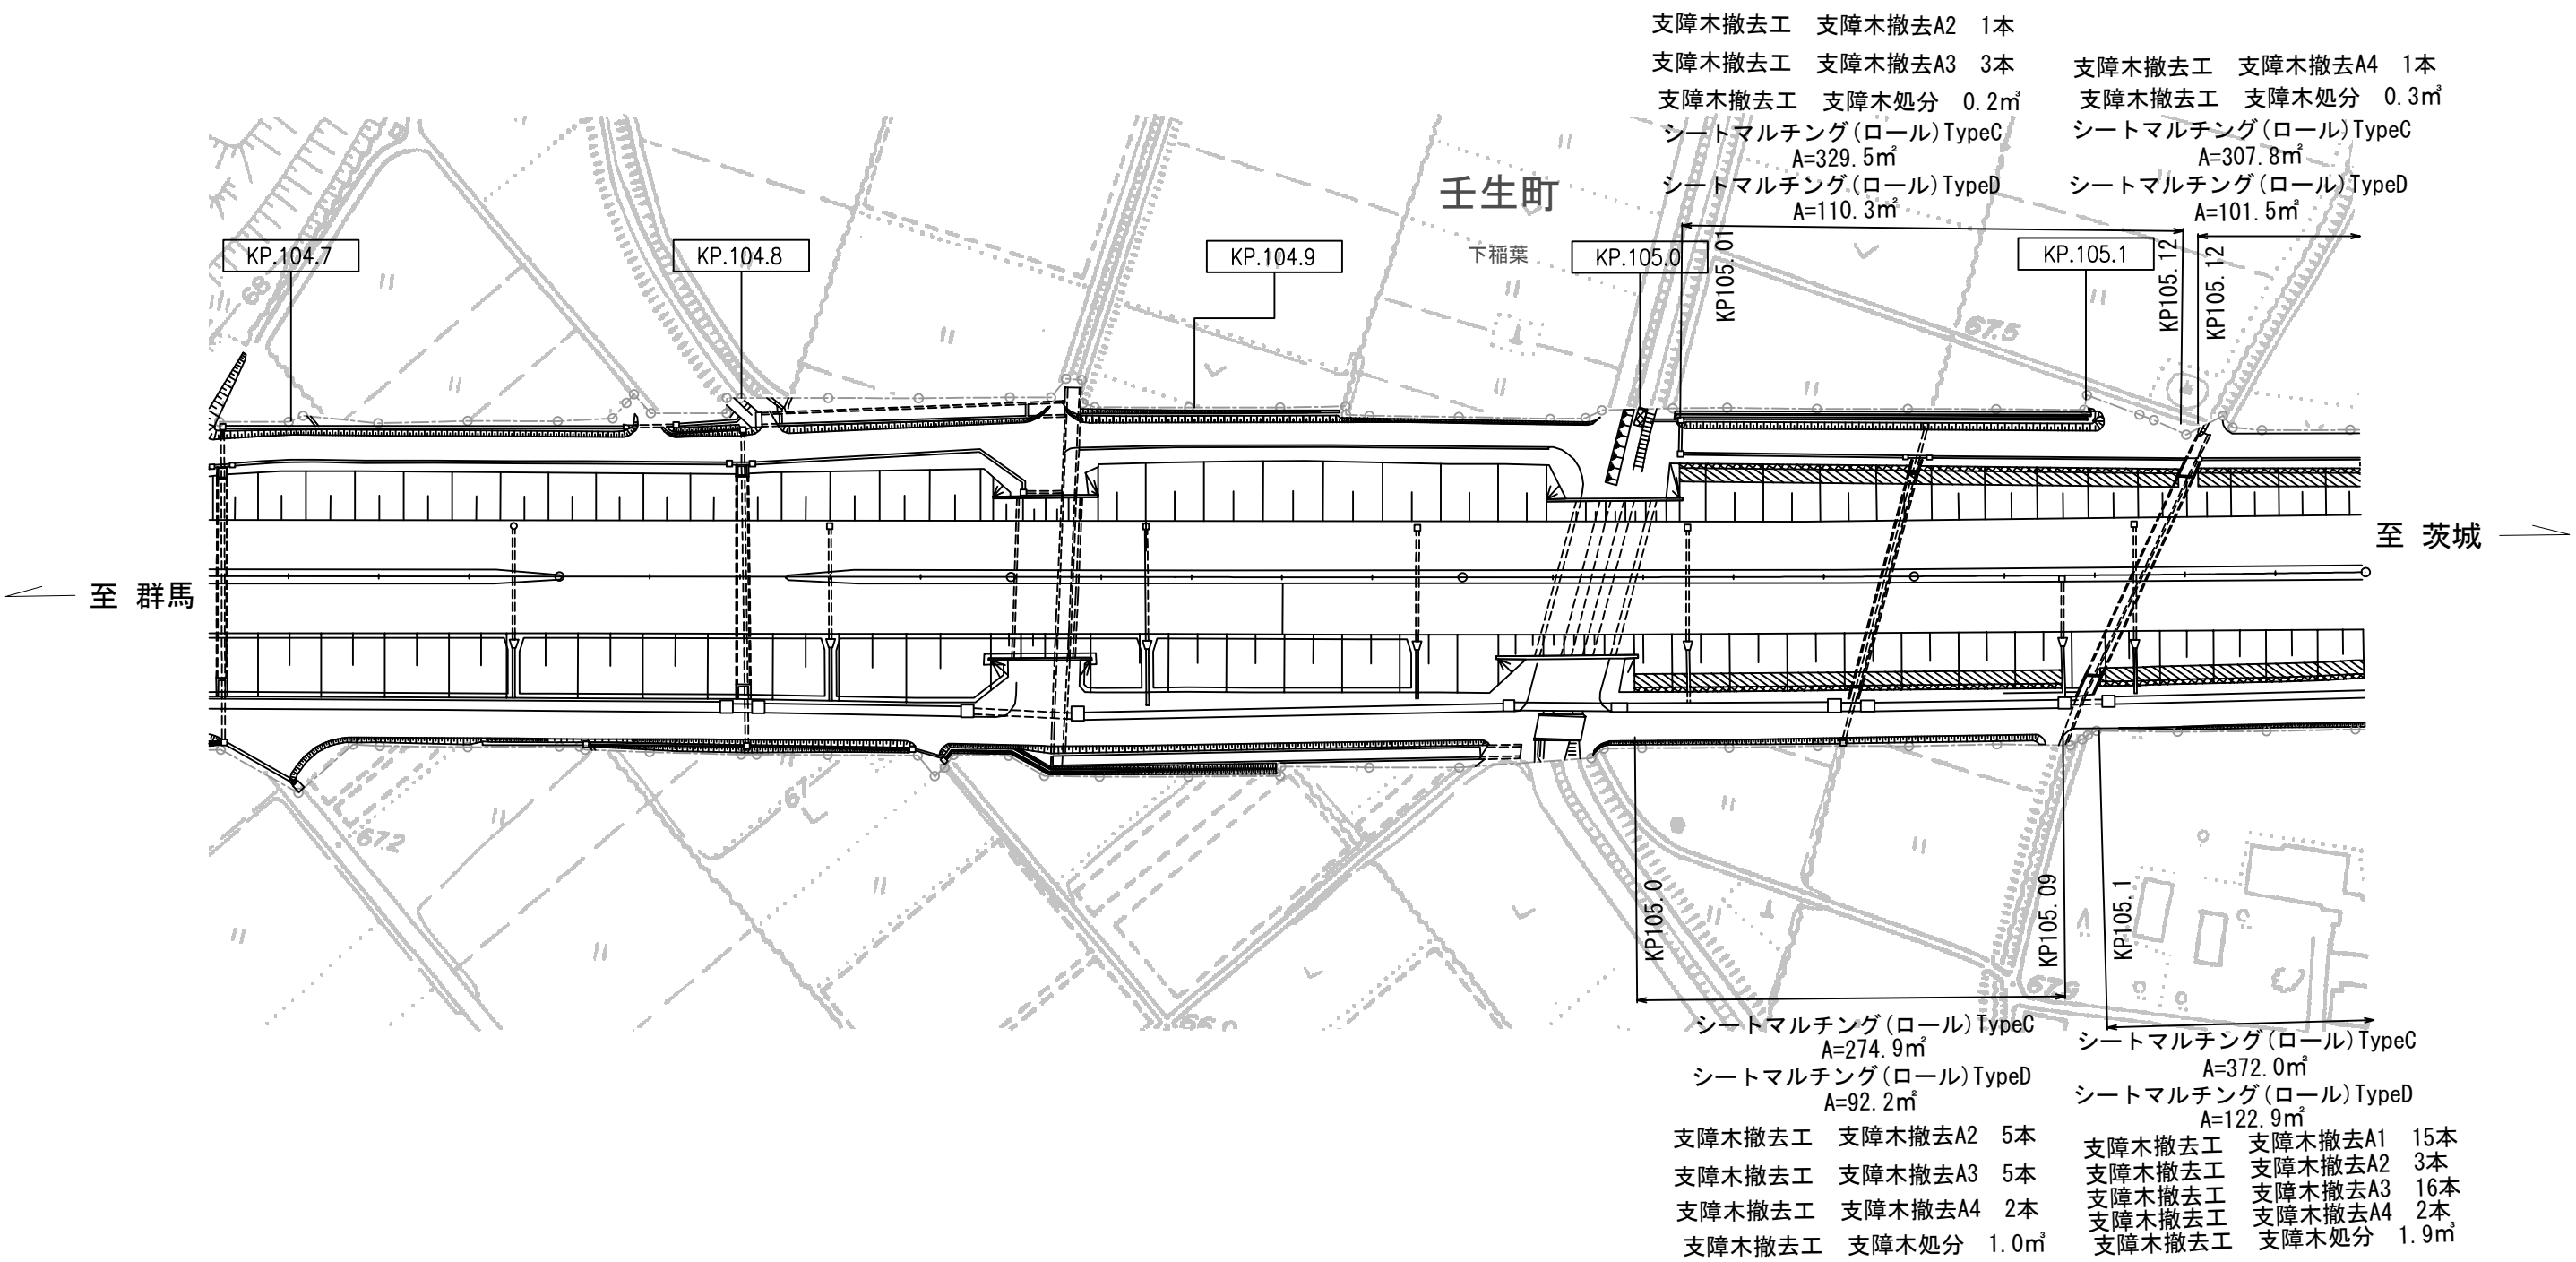 支障木撤去工　支障木撤去A2　1本
支障木撤去工　支障木撤去A3　3本
支障木撤去工　支障木処分　0.2㎥
シートマルチング(ロール)TypeC
A=329.5㎡
シートマルチング(ロール)TypeD
A=110.3㎡
支障木撤去工　支障木撤去A4　1本
支障木撤去工　支障木処分　0.3㎥
シートマルチング(ロール)TypeC
A=307.8㎡
シートマルチング(ロール)TypeD
A=101.5㎡
壬生町
下稲葉
KP.104.7
KP.104.8
KP.104.9
KP.105.0
KP.105.1
KP105.01
KP105.12
KP105.12
68
67.5
至 群馬
至 茨城
67.2
67
KP105.0
KP105.09
KP105.1
シートマルチング(ロール)TypeC
A=274.9㎡
シートマルチング(ロール)TypeD
A=92.2㎡
支障木撤去工　支障木撤去A2　5本
支障木撤去工　支障木撤去A3　5本
支障木撤去工　支障木撤去A4　2本
支障木撤去工　支障木処分　1.0㎥
シートマルチング(ロール)TypeC
A=372.0㎡
シートマルチング(ロール)TypeD
A=122.9㎡
支障木撤去工　支障木撤去A1　15本
支障木撤去工　支障木撤去A2　3本
支障木撤去工　支障木撤去A3　16本
支障木撤去工　支障木撤去A4　2本
支障木撤去工　支障木処分　1.9㎥